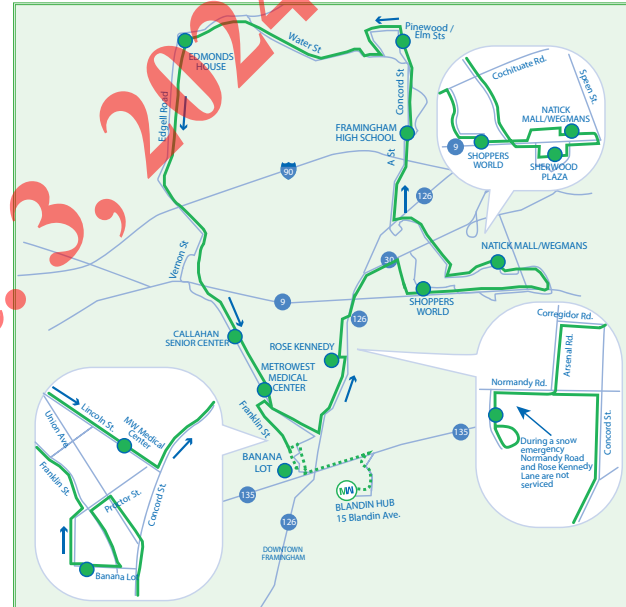 3, 202
Pinewood /
Elm Sts
Water St
EDMONDS
HOUSE
Concord St
Edgell Road
FRAMINGHAM
HIGH SCHOOL
A St
90
126
Cochituate Rd.
Speen St.
NATICK
MALL/WEGMANS
9
SHOPPERS
WORLD
SHERWOOD
PLAZA
Vernon St
30
NATICK MALL/WEGMANS
9
SHOPPERS
WORLD
126
CALLAHAN
SENIOR CENTER
ROSE KENNEDY
METROWEST
MEDICAL
CENTER
Franklin St.
BANANA
LOT
135
135
MW
BLANDIN HUB
15 Blandin Ave.
126
DOWNTOWN
FRAMINGHAM
Corregidor Rd.
Arsenal Rd.
Normandy Rd.
Concord St.
During a snow
emergency
Normandy Road
and Rose Kennedy
Lane are not
serviced
Lincoln St.
MW Medical
Center
Union Ave
Franklin St.
Proctor St.
Concord St.
Banana Lot